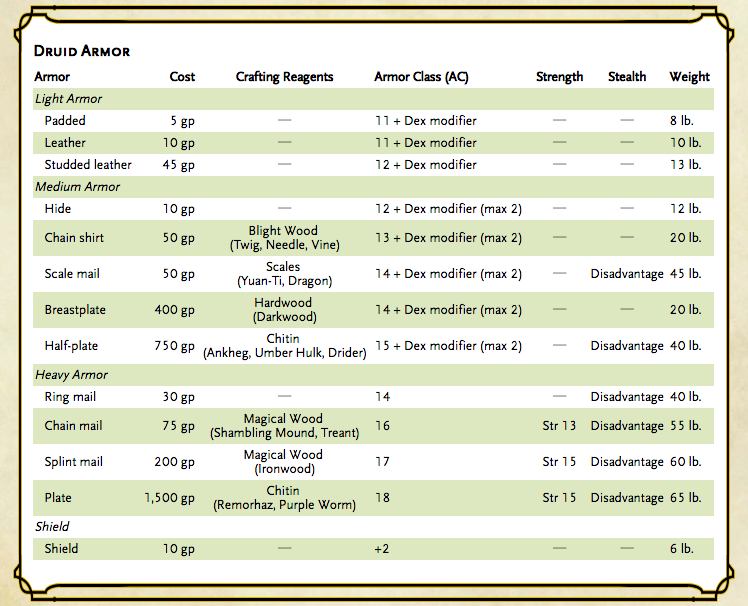 Druid Armor
Armor Cost Crafting Reagents Armor Class (AC) Strength Stealth Weight
Light Armor
Padded 5 gp — 11 + Dex modifier — — 8 lb.
Leather 10 gp — 11 + Dex modifier — — 10 lb.
Studded leather 45 gp — 12 + Dex modifier — — 13 lb.
Medium Armor
Hide 10 gp — 12 + Dex modifier (max 2) — — 12 lb.
Chain shirt 50 gp Blight Wood (Twig, Needle, Vine) 13 + Dex modifier (max 2) — — 20 lb.
Scale mail 50 gp Scales (Yuan-Ti, Dragon) 14 + Dex modifier (max 2) — Disadvantage 45 lb.
Breastplate 400 gp Hardwood (Darkwood) 14 + Dex modifier (max 2) — — 20 lb.
Half-plate 750 gp Chitin (Ankheg, Umber Hulk, Drider) 15 + Dex modifier (max 2) — Disadvantage 40 lb.
Heavy Armor
Ring mail 30 gp — 14 — Disadvantage 40 lb.
Chain mail 75 gp Magical Wood (Shambling Mound, Treant) 16 Str 13 Disadvantage 55 lb.
Splint mail 200 gp Magical Wood (Ironwood) 17 Str 15 Disadvantage 60 lb.
Plate 1,500 gp Chitin (Remorhaz, Purple Worm) 18 Str 15 Disadvantage 65 lb.
Shield
Shield 10 gp — +2 — — 6 lb.